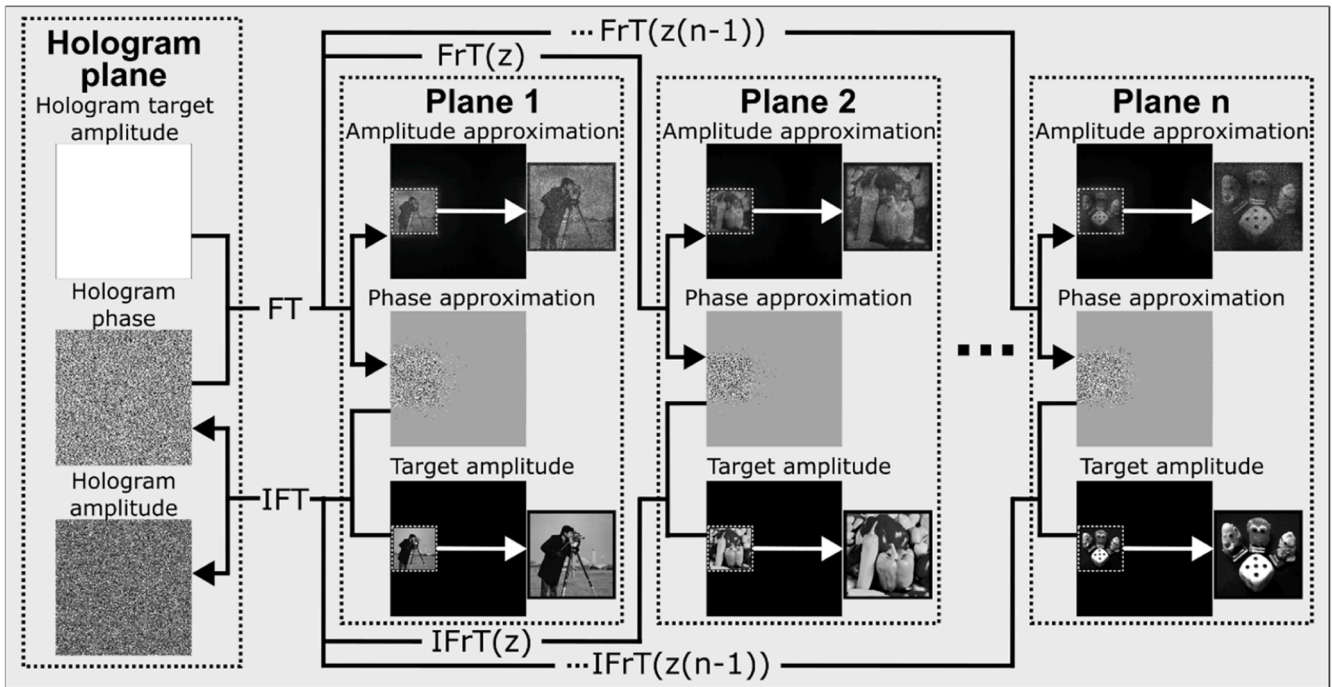 Hologram
plane
Hologram target
amplitude
Hologram
phase
Hologram
amplitude
FT
IFT
···FrT(z(n-1))
FrT(z)
Plane 1
Amplitude approximation
Phase approximation
Target amplitude
Plane 2
Amplitude approximation
Phase approximation
Target amplitude
...
Plane n
Amplitude approximation
Phase approximation
Target amplitude
IFrT(z)
···IFrT(z(n-1))